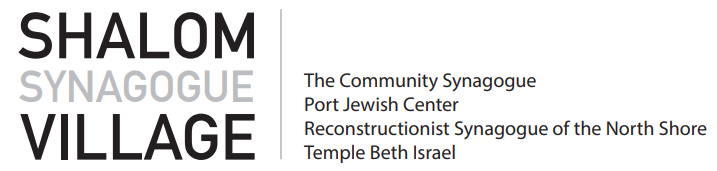 SHALOM
SYNAGOGUE
VILLAGE
The Community Synagogue
Port Jewish Center
Reconstructionist Synagogue of the North Shore
Temple Beth Israel